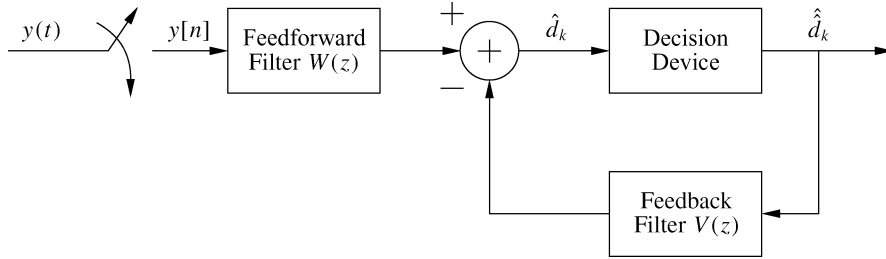 y(t)
y[n]
Feedforward
Filter W(z)
+
−
+
d̂ₖ
Decision
Device
d̂̂ₖ
Feedback
Filter V(z)